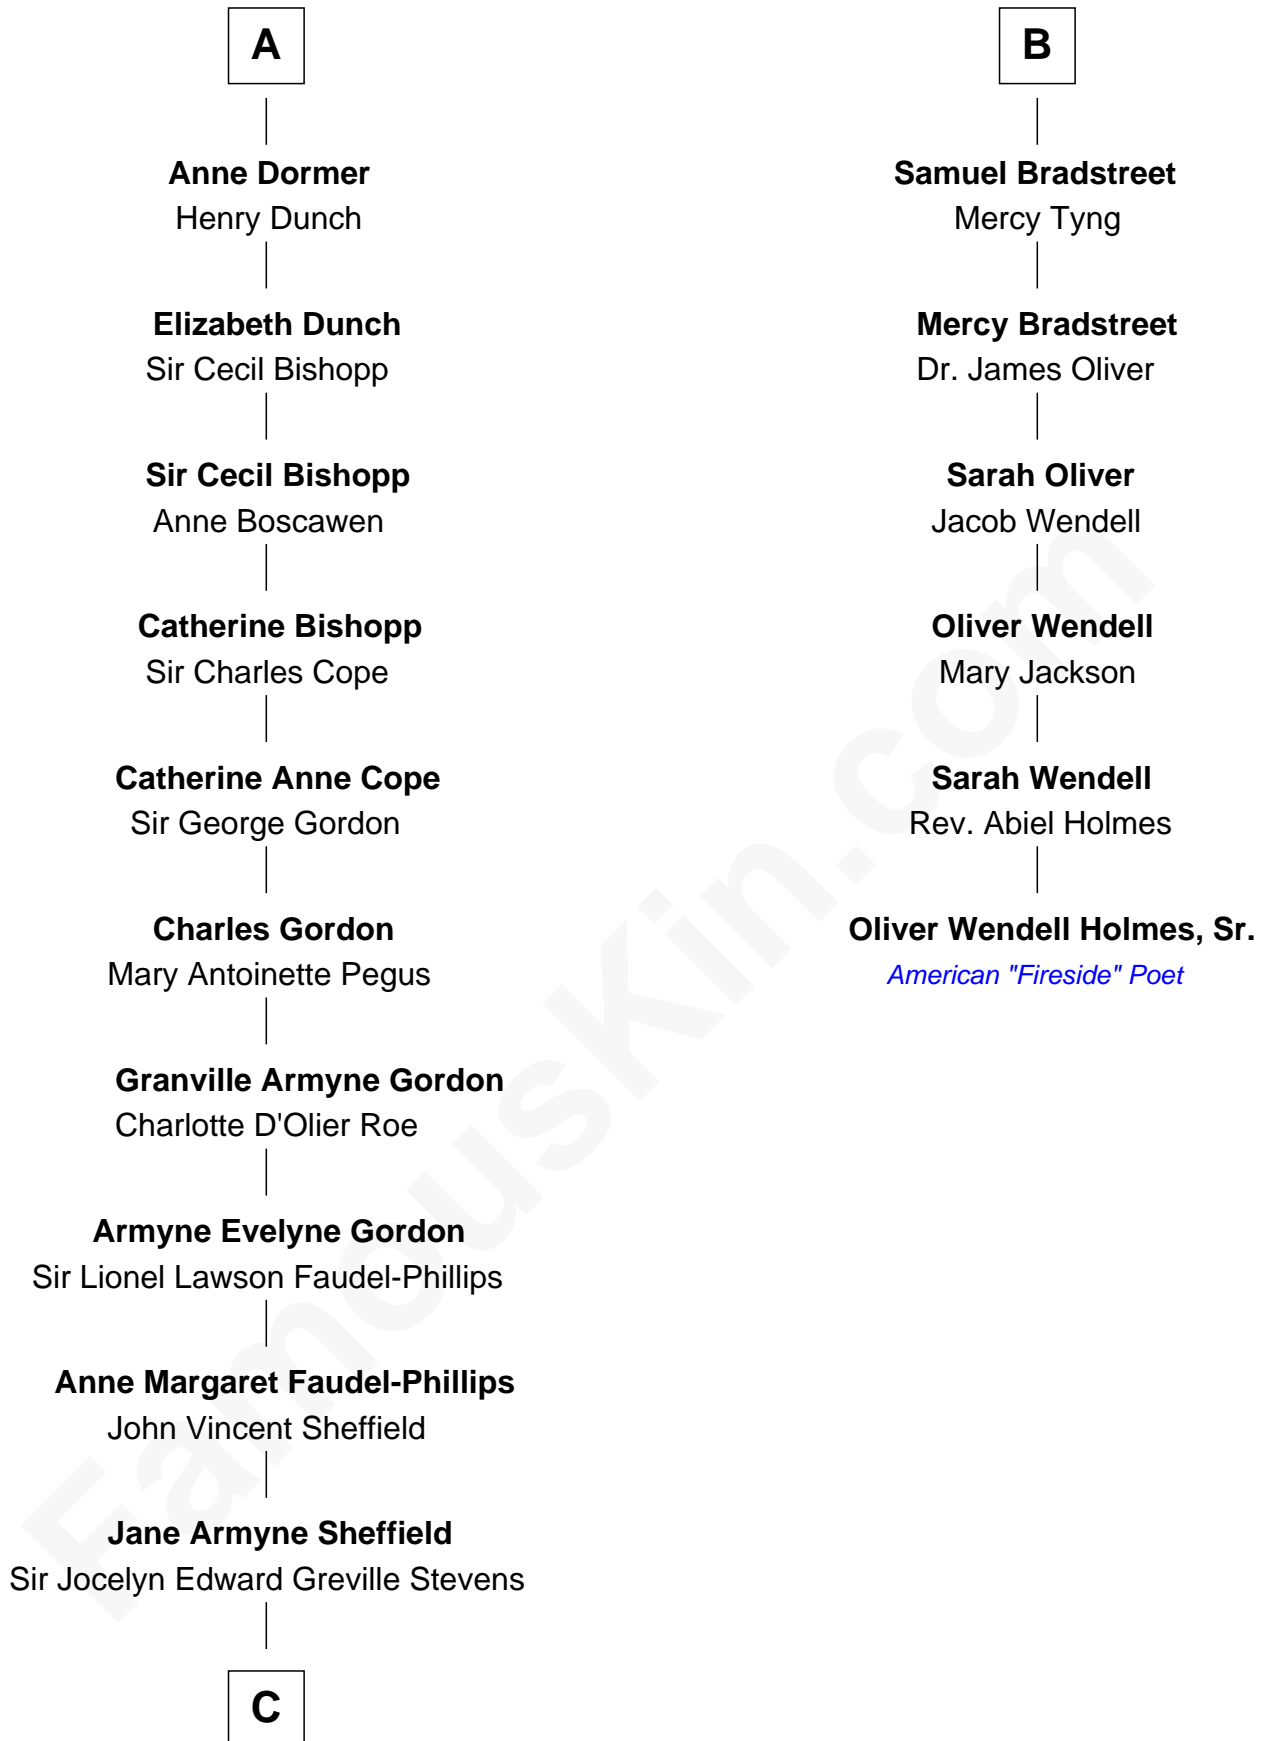 A
Anne Dormer
Henry Dunch
Elizabeth Dunch
Sir Cecil Bishopp
Sir Cecil Bishopp
Anne Boscawen
Catherine Bishopp
Sir Charles Cope
Catherine Anne Cope
Sir George Gordon
Charles Gordon
Mary Antoinette Pegus
Granville Armyne Gordon
Charlotte D'Olier Roe
Armyne Evelyne Gordon
Sir Lionel Lawson Faudel-Phillips
Anne Margaret Faudel-Phillips
John Vincent Sheffield
Jane Armyne Sheffield
Sir Jocelyn Edward Greville Stevens
C
B
Samuel Bradstreet
Mercy Tyng
Mercy Bradstreet
Dr. James Oliver
Sarah Oliver
Jacob Wendell
Oliver Wendell
Mary Jackson
Sarah Wendell
Rev. Abiel Holmes
Oliver Wendell Holmes, Sr.
American "Fireside" Poet
FamousKin.com